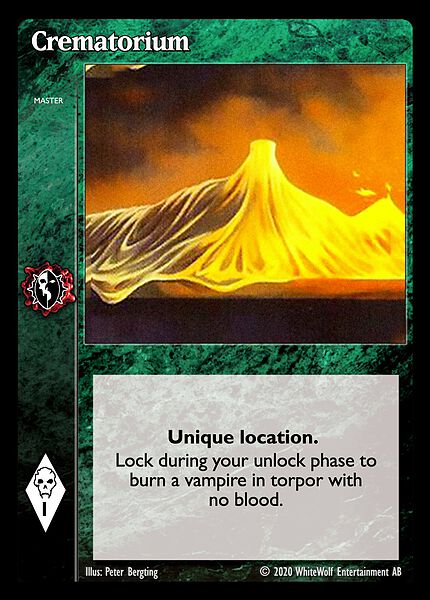 Crematorium
MASTER
Unique location.
Lock during your unlock phase to
burn a vampire in torpor with
no blood.
I
Illus: Peter Bergting © 2020 WhiteWolf Entertainment AB